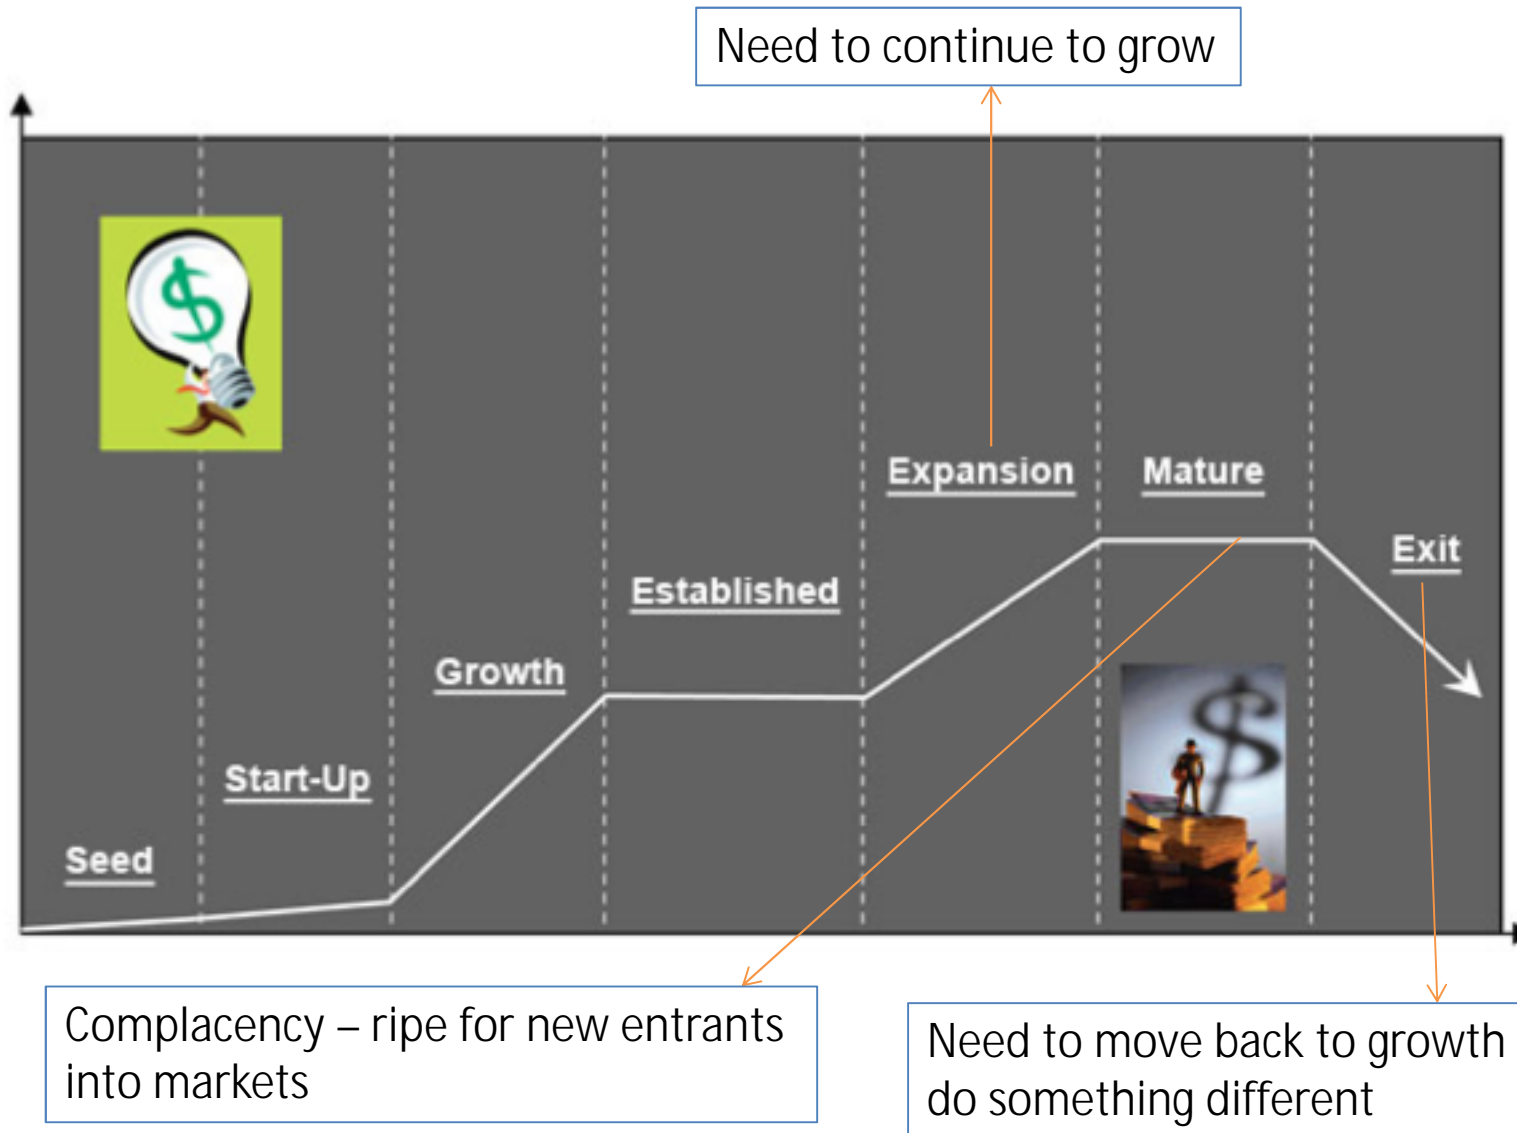 Need to continue to grow
$
Expansion
Mature
Exit
Established
Growth
$
Start-Up
Seed
Complacency – ripe for new entrants
into markets
Need to move back to growth
do something different